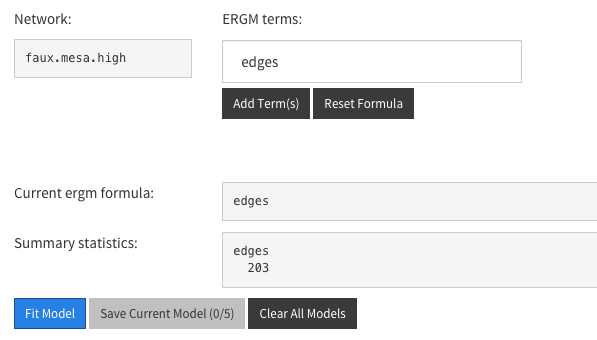 Network:
ERGM terms:
faux.mesa.high
edges
Add Term(s)
Reset Formula
Current ergm formula:
edges
Summary statistics:
edges
203
Fit Model
Save Current Model (0/5)
Clear All Models